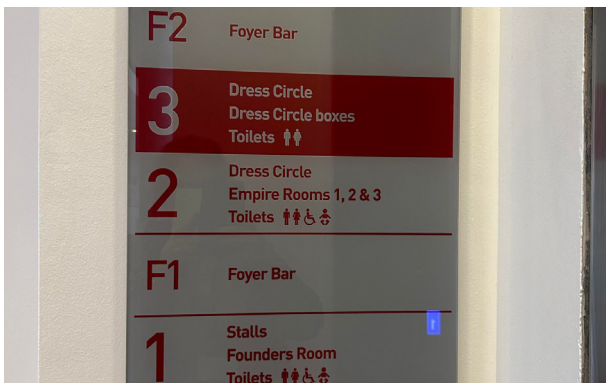 F2 Foyer Bar
3 Dress Circle
Dress Circle boxes
Toilets
2 Dress Circle
Empire Rooms 1, 2 & 3
Toilets
F1 Foyer Bar
1 Stalls
Founders Room
Toilets